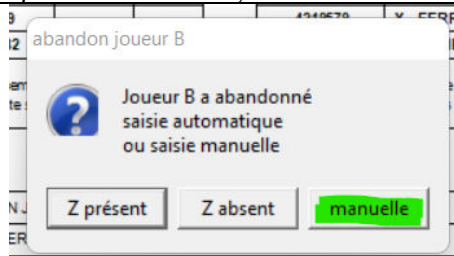 abandon joueur B
Joueur B a abandonné
saisie automatique
ou saisie manuelle
Z présent Z absent manuelle